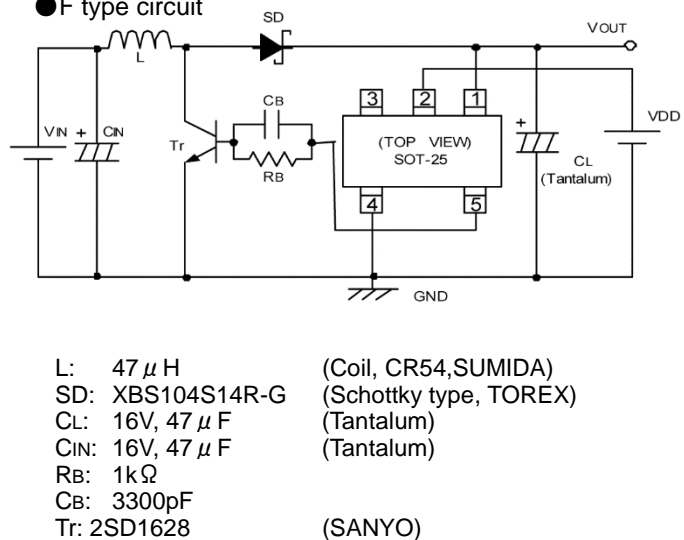 ●F type circuit
SD
VOUT
L
CB
3 2 1
VDD
VIN + CIN
Tr
(TOP VIEW)
SOT-25
+
RB
CL
(Tantalum)
4 5
GND
L: 47μH (Coil, CR54,SUMIDA)
SD: XBS104S14R-G (Schottky type, TOREX)
CL: 16V, 47μF (Tantalum)
CIN: 16V, 47μF (Tantalum)
RB: 1kΩ
CB: 3300pF
Tr: 2SD1628 (SANYO)